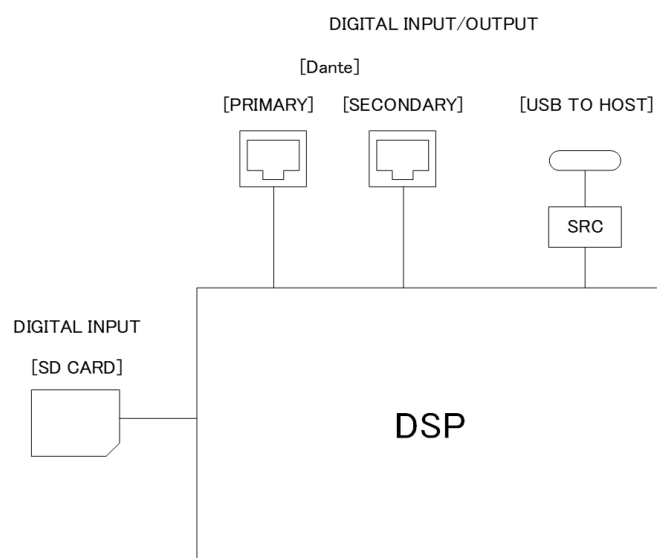 DIGITAL INPUT/OUTPUT
[Dante]
[PRIMARY] [SECONDARY] [USB TO HOST]
SRC
DIGITAL INPUT
[SD CARD]
DSP